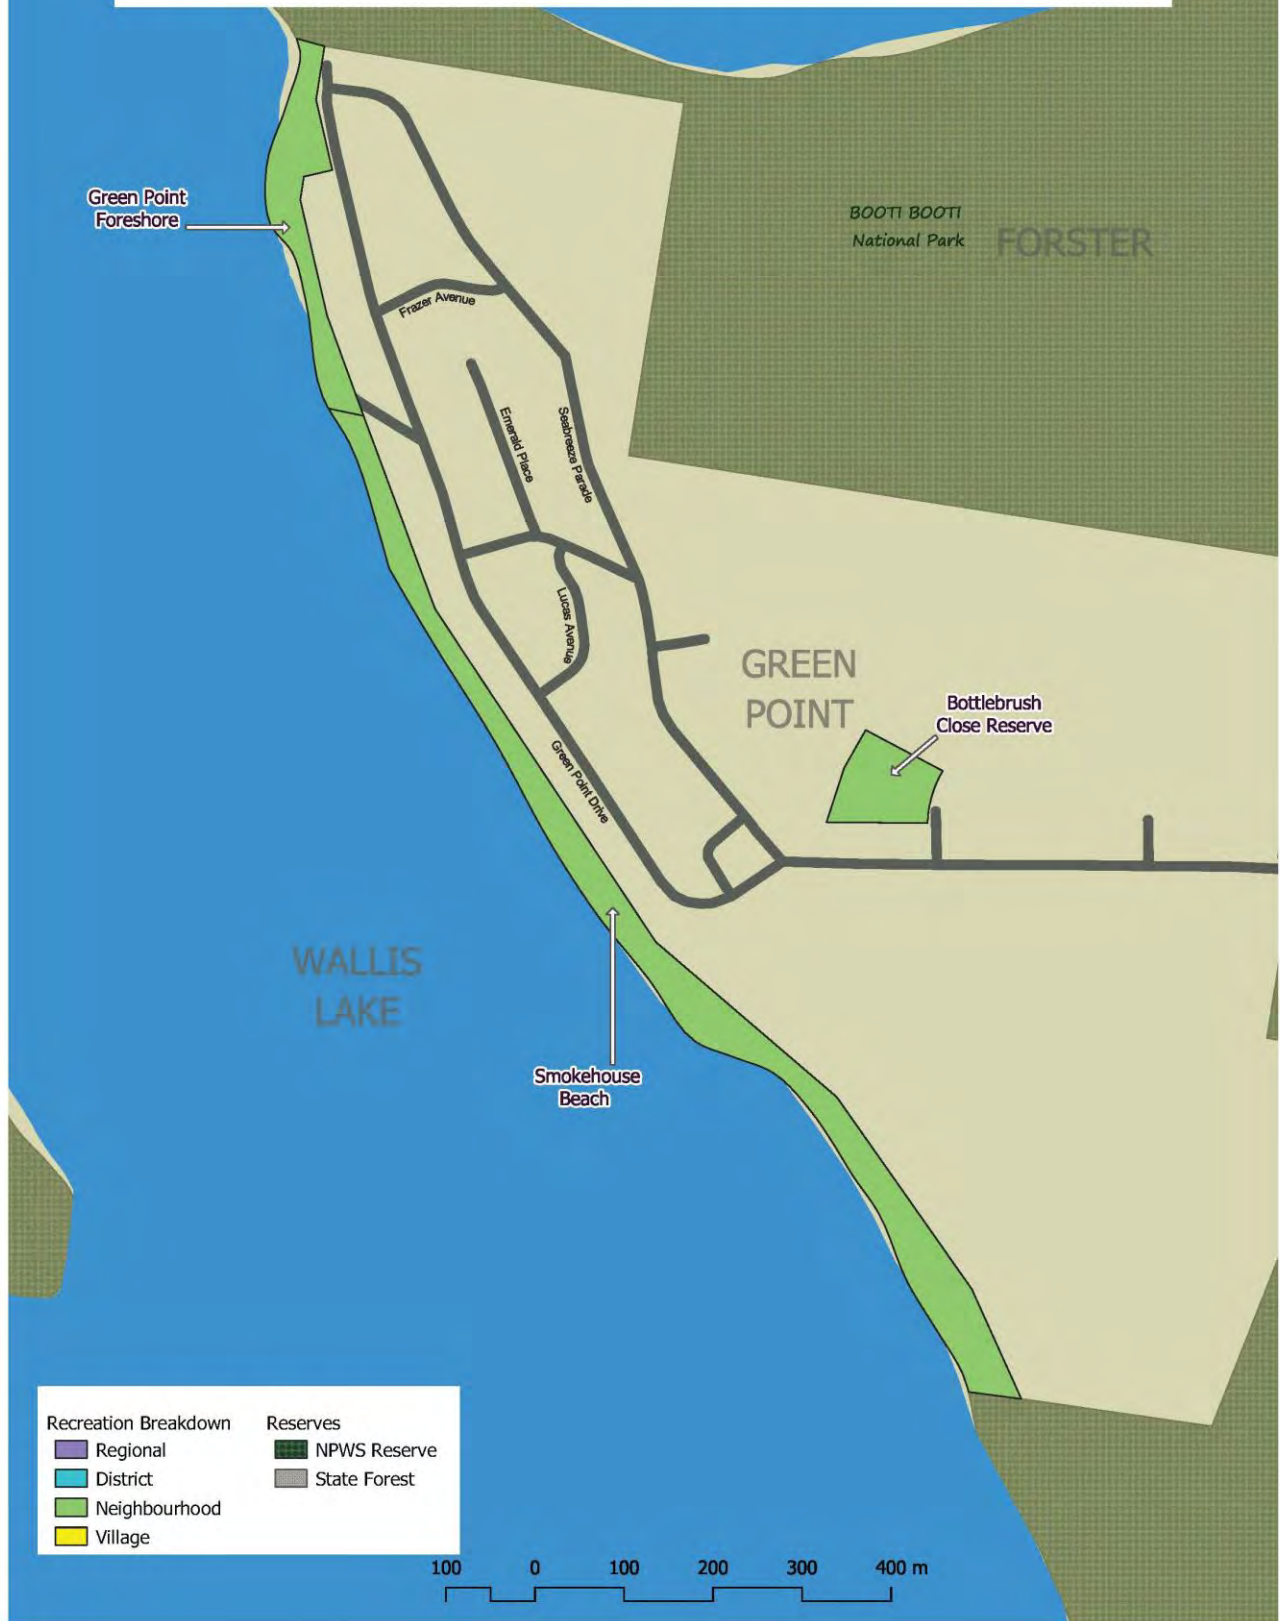 Green Point
Foreshore
BOOTI BOOTI
National Park
FORSTER
Frazer Avenue
Emerald Place
Seabreeze Parade
Lucas Avenue
GREEN
POINT
Bottlebrush
Close Reserve
Green Point Drive
WALLIS
LAKE
Smokehouse
Beach
Recreation Breakdown
Regional
District
Neighbourhood
Village
Reserves
NPWS Reserve
State Forest
100 0 100 200 300 400 m